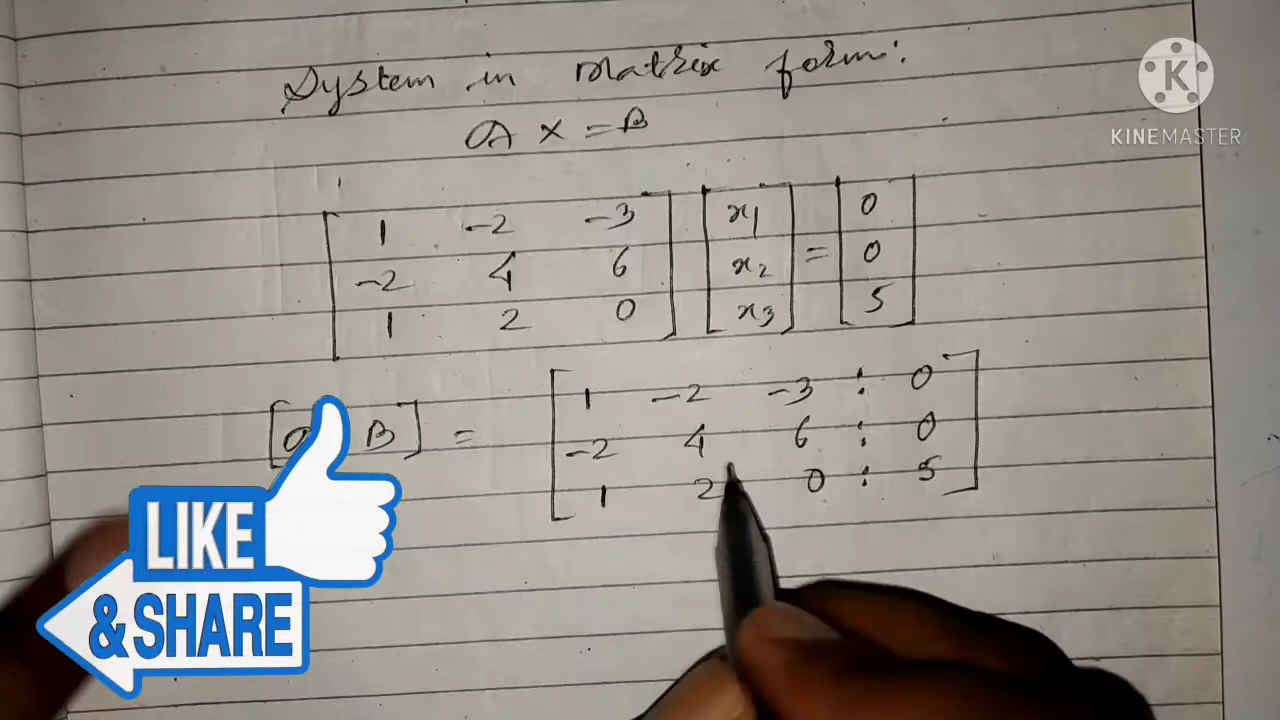 System in Matrix form:
A X = B
1 -2 -3 x1 0
-2 4 6 x2 = 0
1 2 0 x3 5
[A B] = 1 -2 -3 : 0
-2 4 6 : 0
1 2 0 : 5
LIKE
&SHARE
K
KINEMASTER